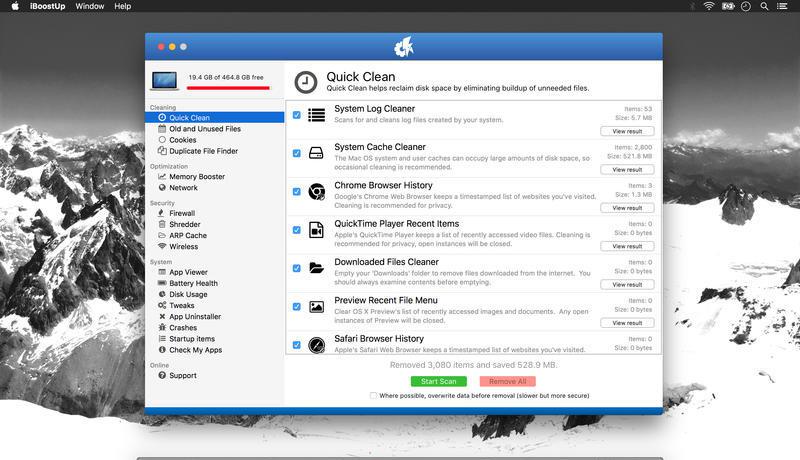 iBoostUp Window Help
19.4 GB of 464.8 GB free
Cleaning
Quick Clean
Old and Unused Files
Cookies
Duplicate File Finder
Optimization
Memory Booster
Network
Security
Firewall
Shredder
ARP Cache
Wireless
System
App Viewer
Battery Health
Disk Usage
Tweaks
App Uninstaller
Crashes
Startup items
Check My Apps
Online
Support
Quick Clean
Quick Clean helps reclaim disk space by eliminating buildup of unneeded files.
System Log Cleaner
Scans for and cleans log files created by your system.
Items: 53
Size: 5.7 MB
View result
System Cache Cleaner
The Mac OS system and user caches can occupy large amounts of disk space, so
occasional cleaning is recommended.
Items: 2,800
Size: 521.8 MB
View result
Chrome Browser History
Google's Chrome Web Browser keeps a timestamped list of websites you've visited.
Cleaning is recommended for privacy.
Items: 3
Size: 1.3 MB
View result
QuickTime Player Recent Items
Apple's QuickTime Player keeps a list of recently accessed video files. Cleaning is
recommended for privacy, open instances will be closed.
Items: 0
Size: 0 bytes
View result
Downloaded Files Cleaner
Empty your 'Downloads' folder to remove files downloaded from the internet. You
should always examine contents before emptying.
Items: 0
Size: 0 bytes
View result
Preview Recent File Menu
Clear OS X Preview's list of recently accessed images and documents. Any open
instances of Preview will be closed.
Items: 0
Size: 0 bytes
View result
Safari Browser History
Apple's Safari Web Browser keeps a timestamped list of websites you've visited.
Items: 0
Size: 0 bytes
Removed 3,080 items and saved 528.9 MB.
Start Scan
Remove All
Where possible, overwrite data before removal (slower but more secure)